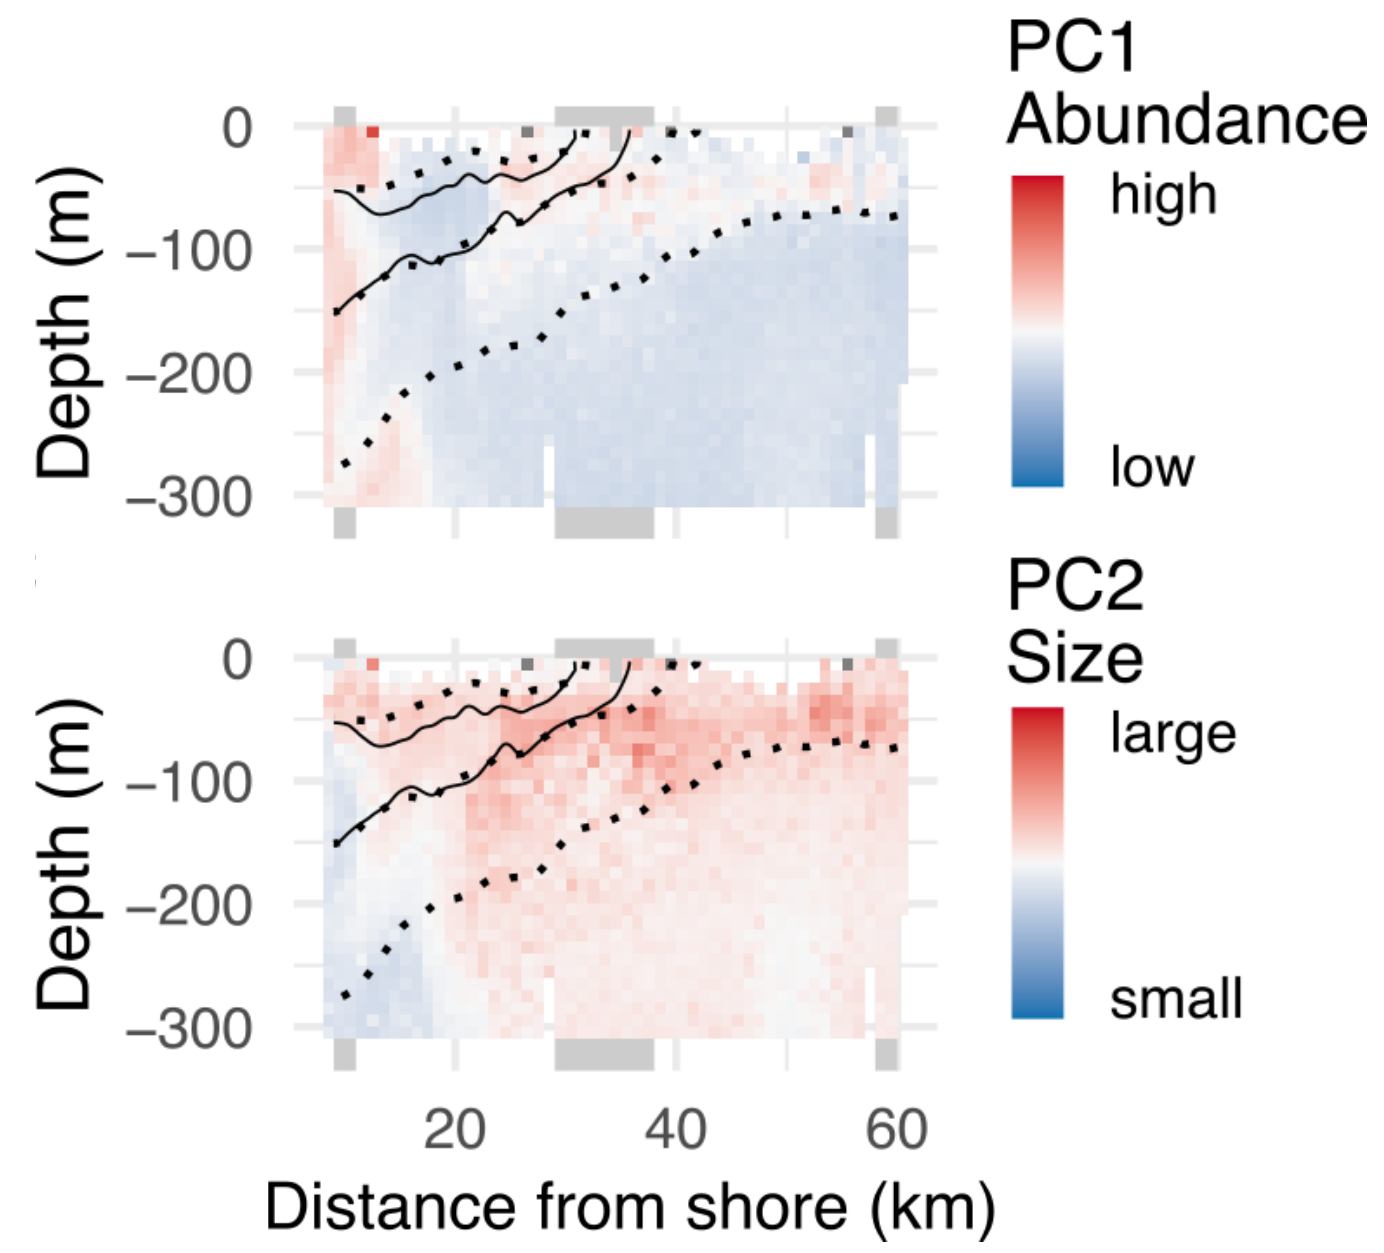 PC1
Abundance
high
low
0
−100
−200
−300
Depth (m)
PC2
Size
large
small
0
−100
−200
−300
Depth (m)
20 40 60
Distance from shore (km)